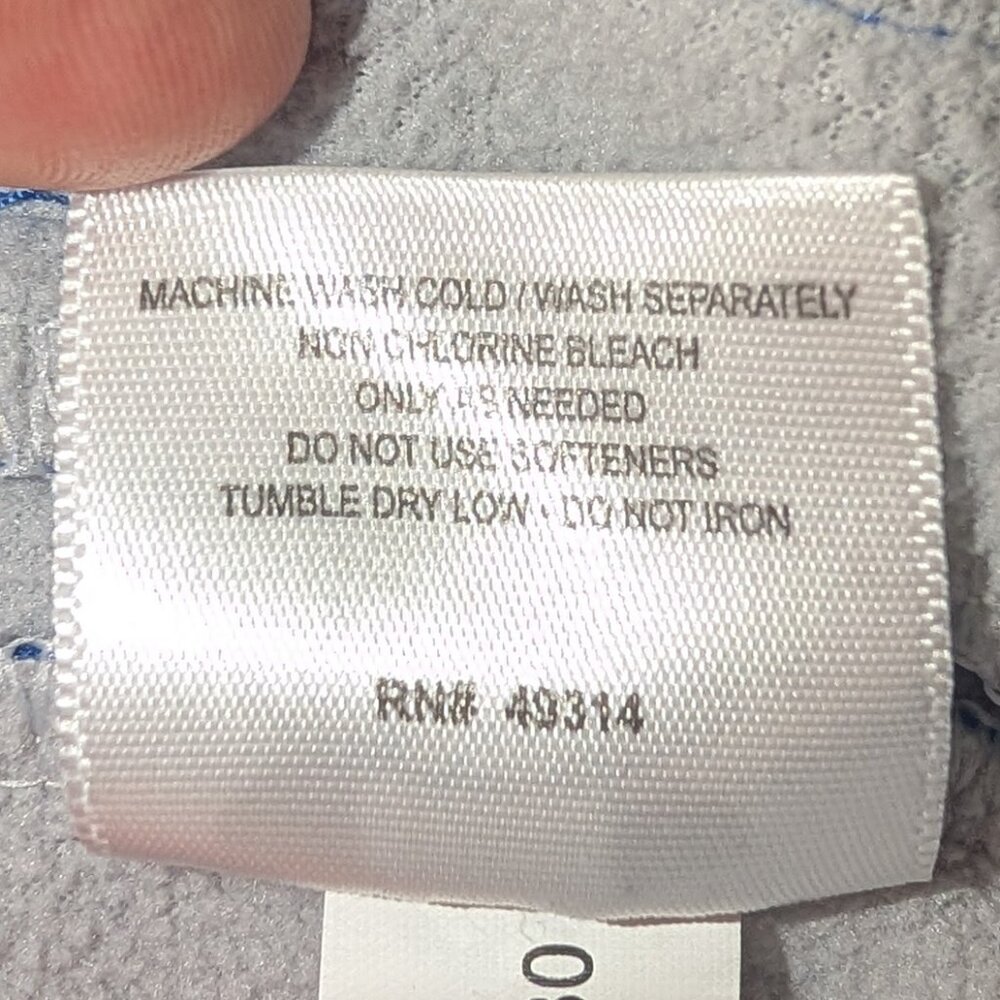 MACHINE WASH COLD / WASH SEPARATELY
NON CHLORINE BLEACH
ONLY AS NEEDED
DO NOT USE SOFTENERS
TUMBLE DRY LOW - DO NOT IRON
RN# 49314